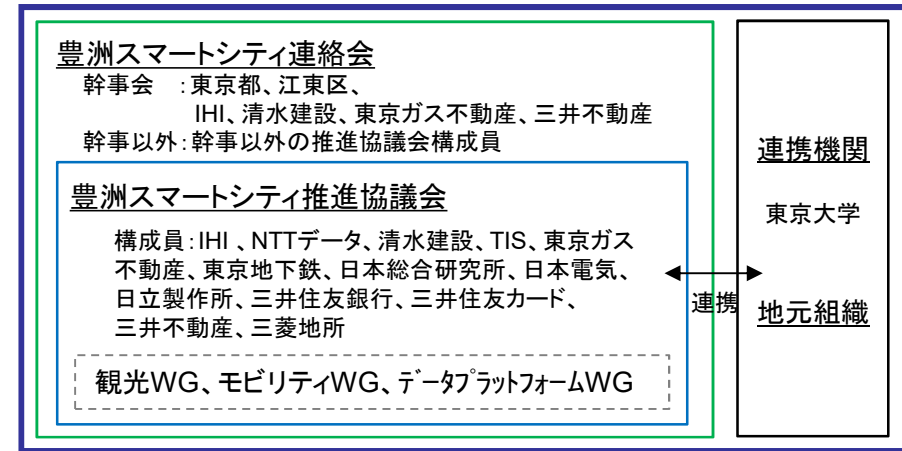 豊洲スマートシティ連絡会
幹事会　：東京都、江東区、
IHI、清水建設、東京ガス不動産、三井不動産
幹事以外：幹事以外の推進協議会構成員
豊洲スマートシティ推進協議会
構成員：IHI 、NTTデータ、清水建設、TIS、東京ガス
不動産、東京地下鉄、日本総合研究所、日本電気、
日立製作所、三井住友銀行、三井住友カード、
三井不動産、三菱地所
観光WG、モビリティWG、データプラットフォームWG
連携
連携機関
東京大学
地元組織